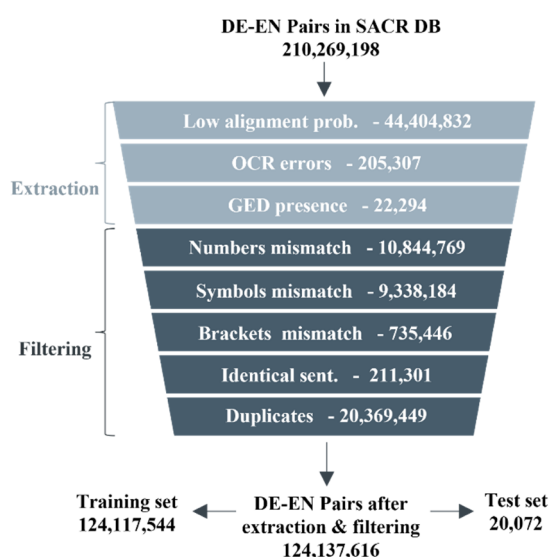 DE-EN Pairs in SACR DB
210,269,198
Low alignment prob. - 44,404,832
OCR errors - 205,307
GED presence - 22,294
Extraction
Numbers mismatch - 10,844,769
Symbols mismatch - 9,338,184
Brackets mismatch - 735,446
Identical sent. - 211,301
Duplicates - 20,369,449
Filtering
Training set
124,117,544
DE-EN Pairs after
extraction & filtering
124,137,616
Test set
20,072